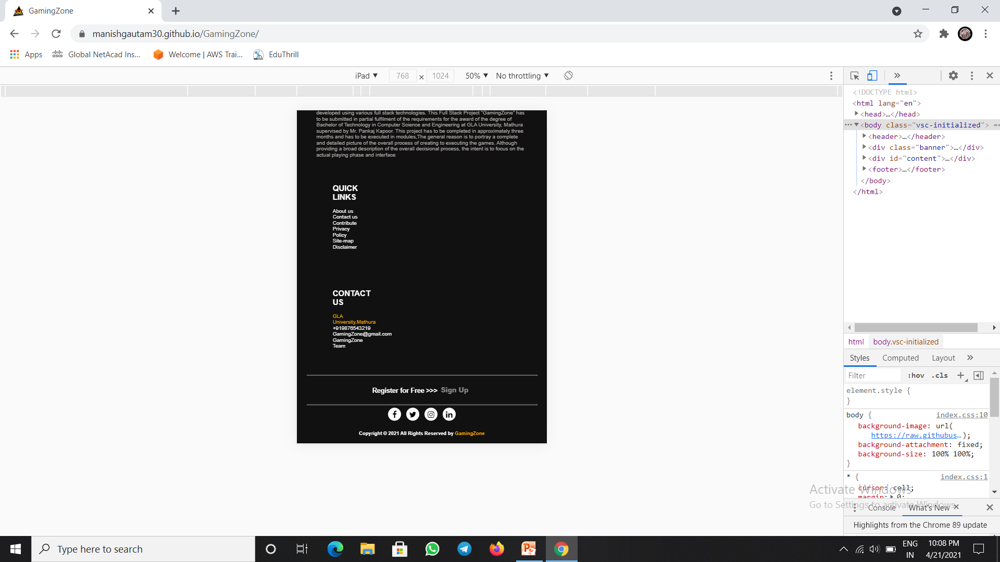 GamingZone
manishgautam30.github.io/GamingZone/
Apps
Global NetAcad Ins...
Welcome | AWS Trai...
EduThrill
iPad ▼ 768 × 1024 50% ▼ No throttling ▼
developed using various full stack technologies. This Full Stack Project "GamingZone" has
to be submitted in partial fulfilment of the requirements for the award of the degree of
Bachelor of Technology in Computer Science and Engineering at GLA University, Mathura
supervised by Mr. Pankaj Kapoor. This project has to be completed in approximately three
months and has to be executed in modules,The general reason is to portray a complete
and detailed picture of the overall process of creating to executing the games. Although
providing a broad description of the overall decisional process, the intent is to focus on the
actual playing phase and interface
QUICK
LINKS
About us
Contact us
Contribute
Privacy
Policy
Site-map
Disclaimer
CONTACT
US
GLA
University,Mathura
+919876543219
GamingZone@gmail.com
GamingZone
Team
Register for Free >>> Sign Up
Copyright © 2021 All Rights Reserved by GamingZone
<!DOCTYPE html>
<html lang="en">
<head>…</head>
<body class="vsc-initialized"> ==
<header>…</header>
<div class="banner">…</div>
<div id="content">…</div>
<footer>…</footer>
</body>
</html>
html body.vsc-initialized
Styles Computed Layout
Filter :hov .cls
element.style {
}
body { index.css:10
background-image: url(
https://raw.githubus…);
background-attachment: fixed;
background-size: 100% 100%;
}
* { index.css:1
cursor: cell;
margin: 0;
Activate Windows
Go to Settings to activate Windows.
Console What's New
Highlights from the Chrome 89 update
Type here to search
ENG
IN
10:08 PM
4/21/2021